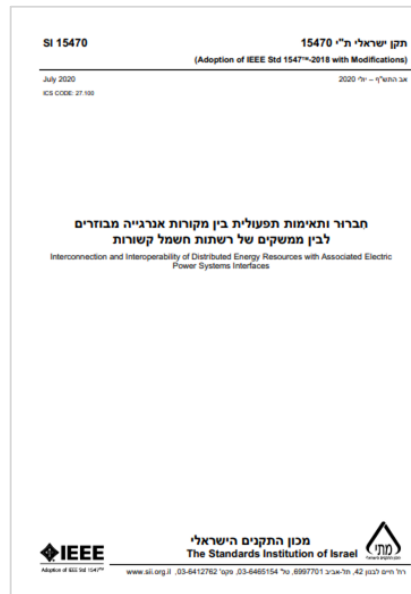 SI 15470
תקן ישראלי ת"י 15470
(Adoption of IEEE Std 1547™-2018 with Modifications)
July 2020
אב התש"ף – יולי 2020
ICS CODE: 27.100
חִברוּר ותאימות תפעולית בין מקורות אנרגייה מבוזרים
לבין ממשקים של רשתות חשמל קשורות
Interconnection and Interoperability of Distributed Energy Resources with Associated Electric
Power Systems Interfaces
IEEE
Adoption of IEEE Std 1547™
מכון התקנים הישראלי
The Standards Institution of Israel
מתי
רח' חיים לבנון 42, תל-אביב 6997701, טל' 03-6465154, פקס' 03-6412762, www.sii.org.il